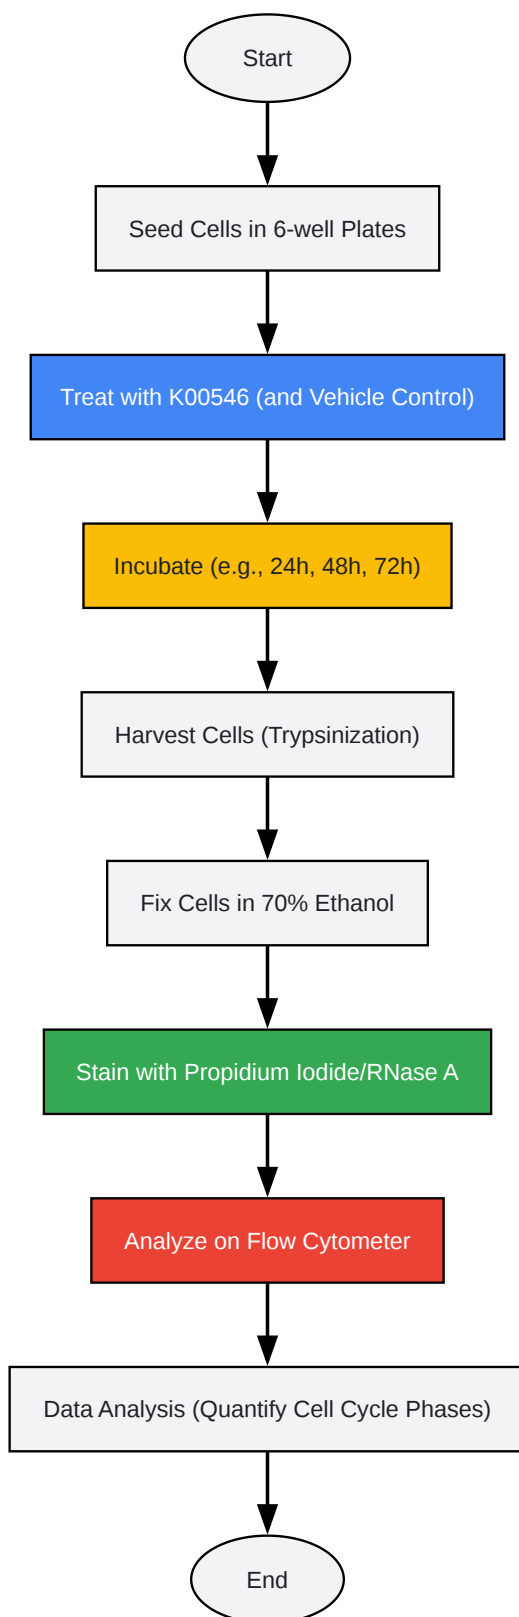 Start
Seed Cells in 6-well Plates
Treat with K00546 (and Vehicle Control)
Incubate (e.g., 24h, 48h, 72h)
Harvest Cells (Trypsinization)
Fix Cells in 70% Ethanol
Stain with Propidium Iodide/RNase A
Analyze on Flow Cytometer
Data Analysis (Quantify Cell Cycle Phases)
End